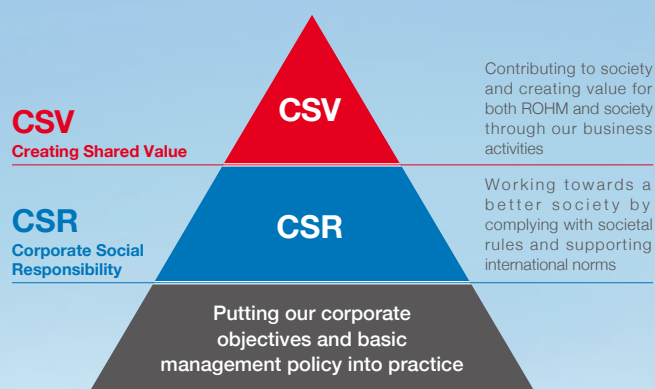 CSV
Creating Shared Value
CSV
Contributing to society
and creating value for
both ROHM and society
through our business
activities
CSR
Corporate Social
Responsibility
CSR
Working towards a
better society by
complying with societal
rules and supporting
international norms
Putting our corporate
objectives and basic
management policy into practice